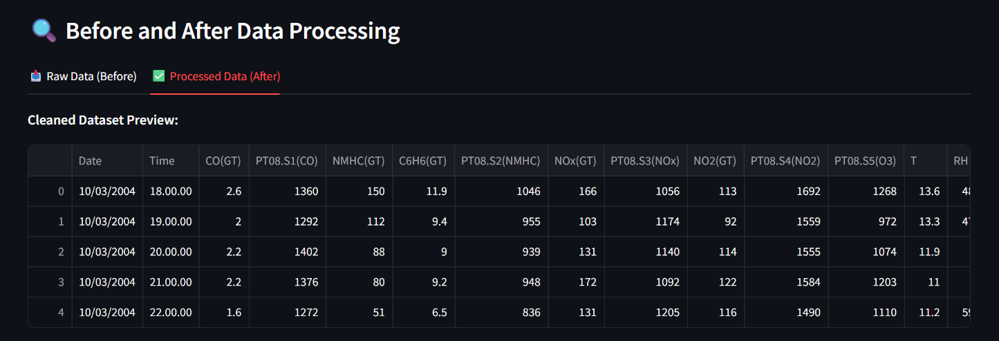 Before and After Data Processing
Raw Data (Before) Processed Data (After)
Cleaned Dataset Preview:
Date Time CO(GT) PT08.S1(CO) NMHC(GT) C6H6(GT) PT08.S2(NMHC) NOx(GT) PT08.S3(NOx) NO2(GT) PT08.S4(NO2) PT08.S5(O3) T RH
0 10/03/2004 18.00.00 2.6 1360 150 11.9 1046 166 1056 113 1692 1268 13.6
1 10/03/2004 19.00.00 2 1292 112 9.4 955 103 1174 92 1559 972 13.3
2 10/03/2004 20.00.00 2.2 1402 88 9 939 131 1140 114 1555 1074 11.9
3 10/03/2004 21.00.00 2.2 1376 80 9.2 948 172 1092 122 1584 1203 11
4 10/03/2004 22.00.00 1.6 1272 51 6.5 836 131 1205 116 1490 1110 11.2